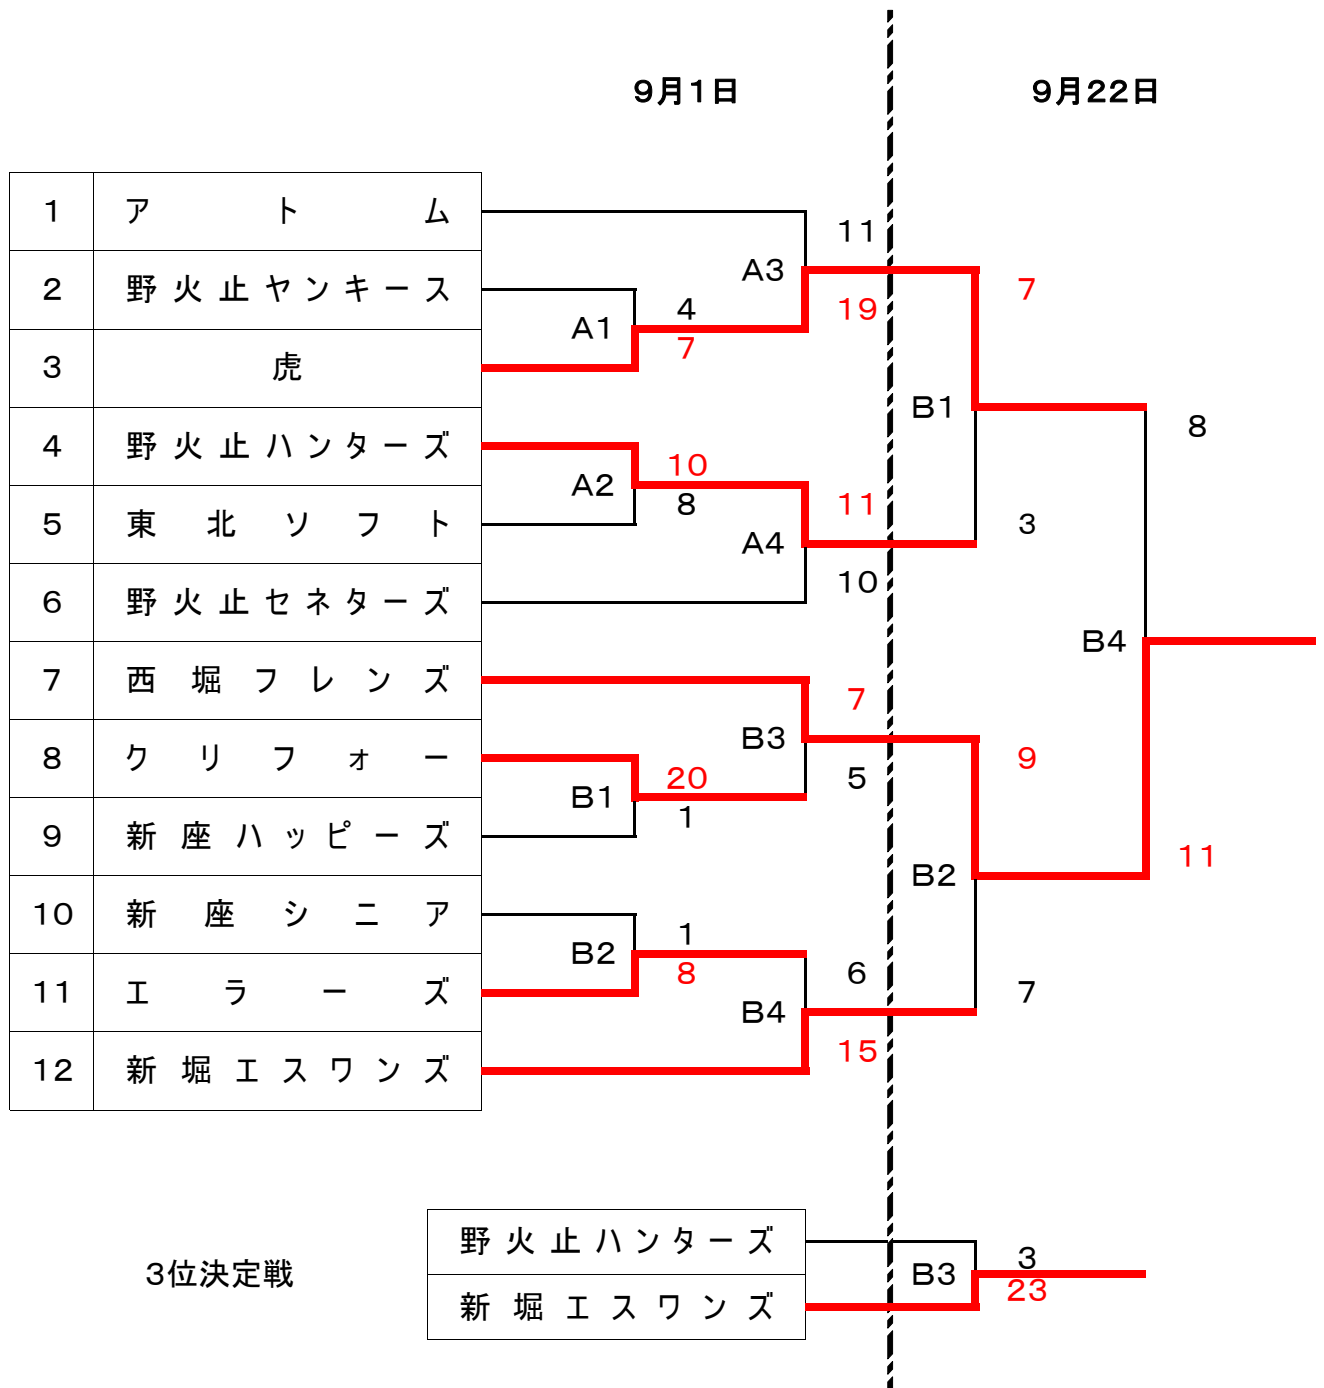 9月1日 9月22日
1 アトム
11
A3
2 野火止ヤンキース
7
4
19
A1
7
3 虎
B1
8
4 野火止ハンターズ
10
A2
8
11
5 東北ソフト
3
A4
10
6 野火止セネターズ
B4
7 西堀フレンズ
7
B3
8 クリフォー
9
20
5
B1
1
9 新座ハッピーズ
11
B2
10 新座シニア
1
B2
8
6
11 エラーズ
7
B4
15
12 新堀エスワンズ
3位決定戦
野火止ハンターズ
3
B3
23
新堀エスワンズ